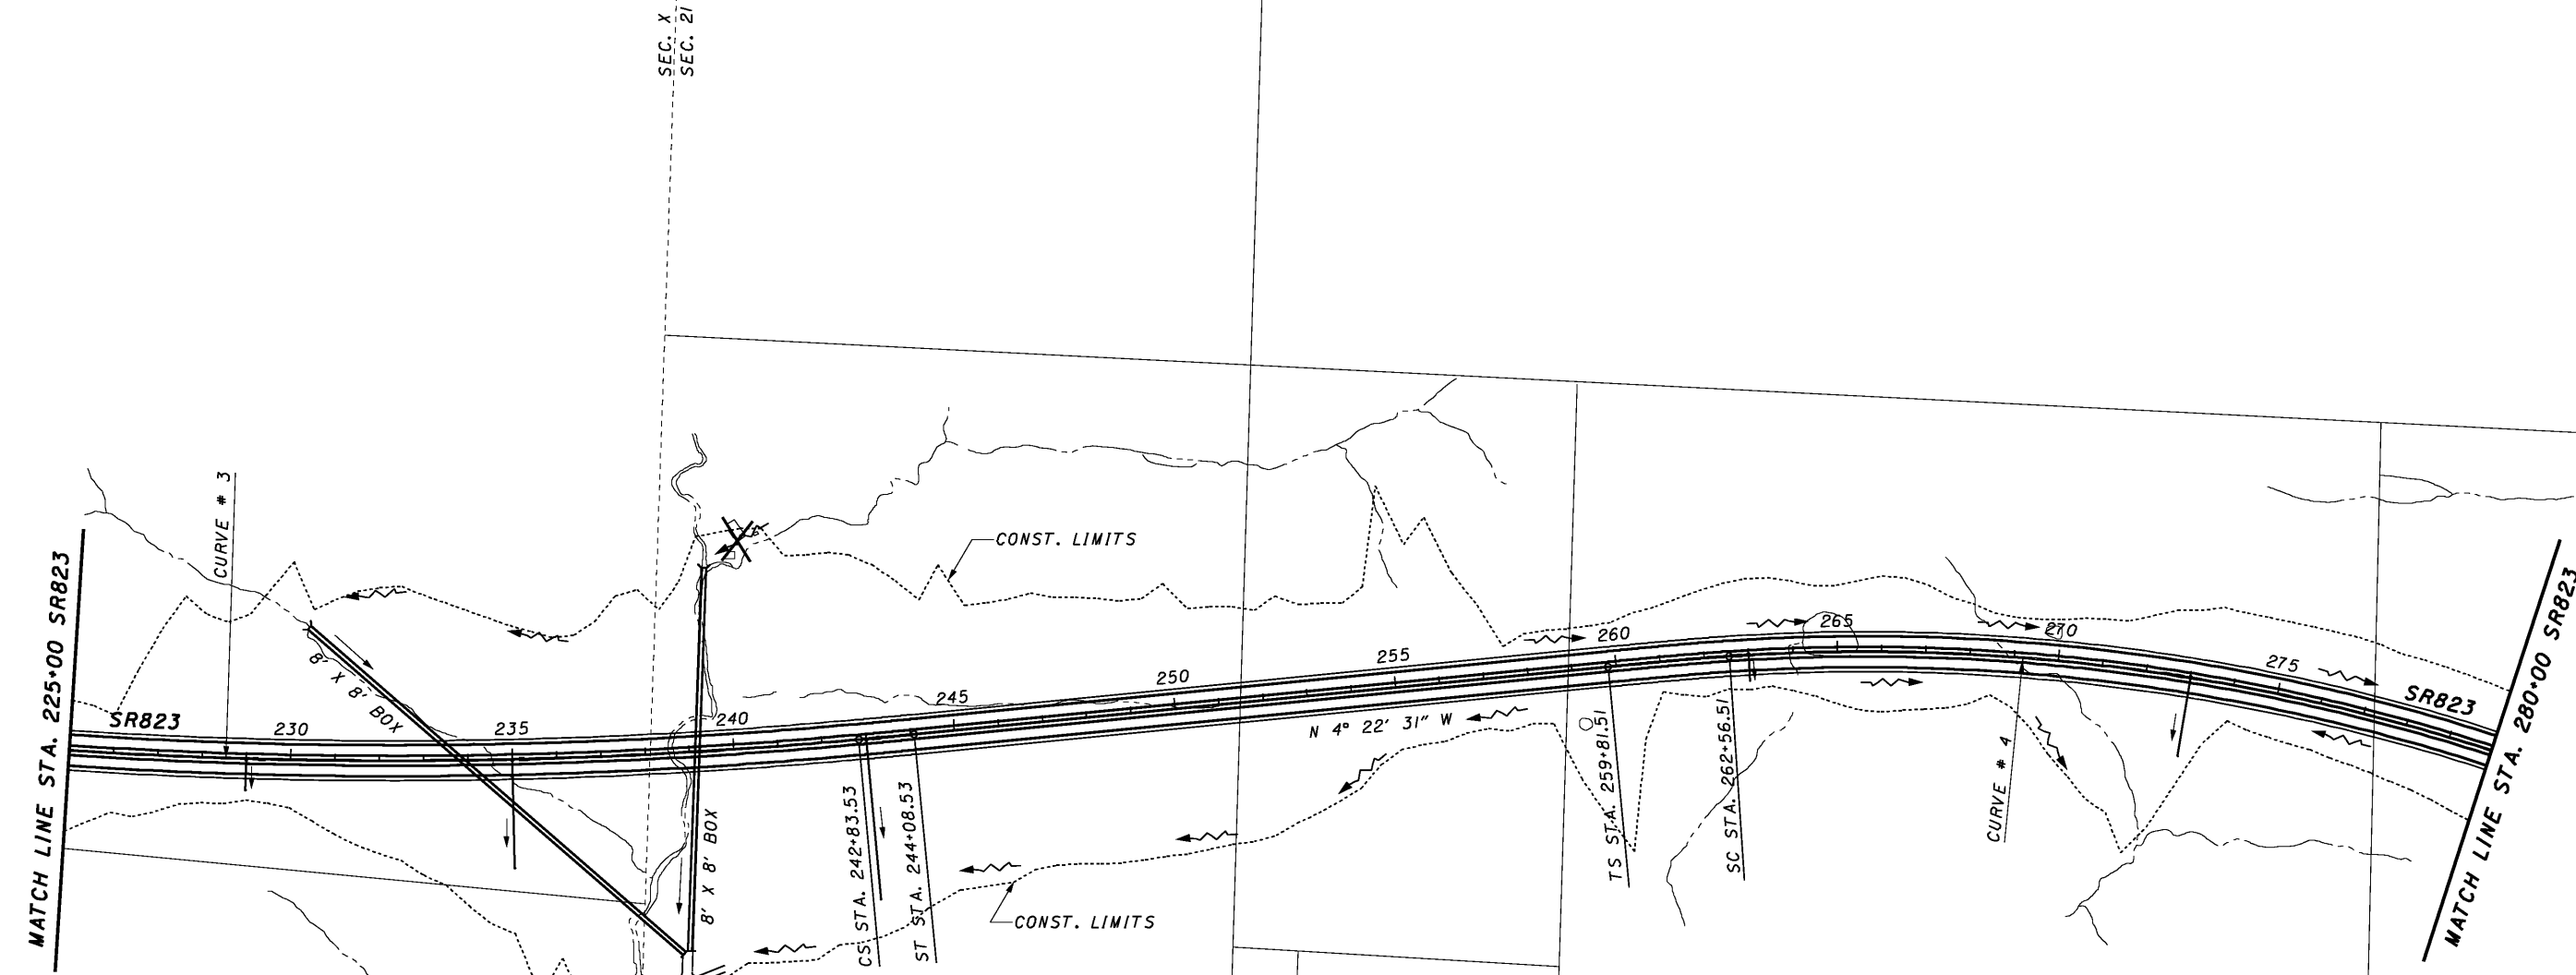 SEC. X
SEC. 21
MATCH LINE STA. 225+00 SR823
CURVE # 3
8' X 8' BOX
SR823
230
235
240
245
250
255
260
265
270
275
SR823
CONST. LIMITS
8' X 8' BOX
CS STA. 242+83.53
ST STA. 244+08.53
CONST. LIMITS
N 4° 22' 31" W
TS STA. 259+81.51
SC STA. 262+56.51
CURVE # 4
MATCH LINE STA. 280+00 SR823